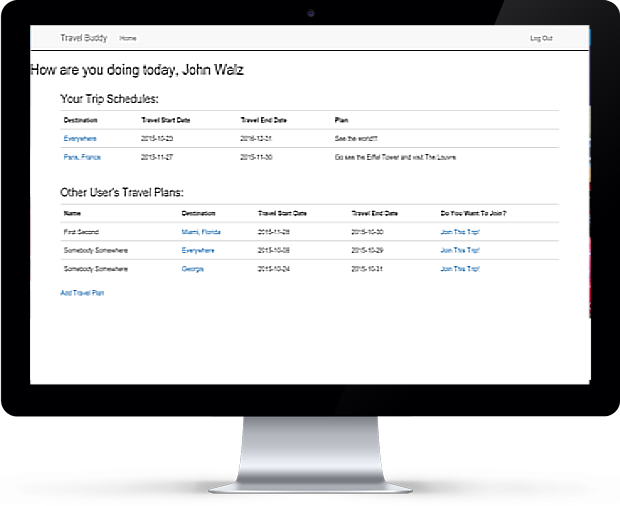 Travel Buddy Home Log Out
How are you doing today, John Walz
Your Trip Schedules:
Destination Travel Start Date Travel End Date Plan
Everywhere 2015-10-23 2016-12-31 See the world!!!
Paris, France 2015-11-27 2015-11-30 Go see the Eiffel Tower and visit The Louvre
Other User's Travel Plans:
Name Destination Travel Start Date Travel End Date Do You Want To Join?
First Second Miami, Florida 2015-11-28 2015-10-30 Join This Trip!
Somebody Somewhere Everywhere 2015-10-08 2015-10-29 Join This Trip!
Somebody Somewhere Georgia 2015-10-24 2015-10-31 Join This Trip!
Add Travel Plan